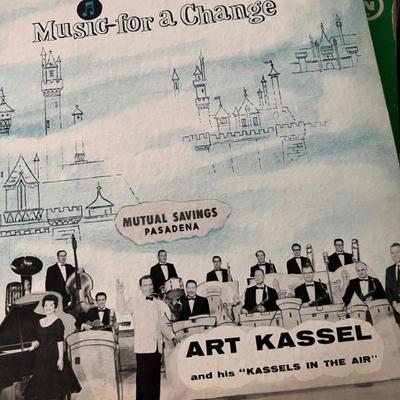 Music for a Change
MUTUAL SAVINGS
PASADENA
ART KASSEL
and his "KASSELS IN THE AIR"